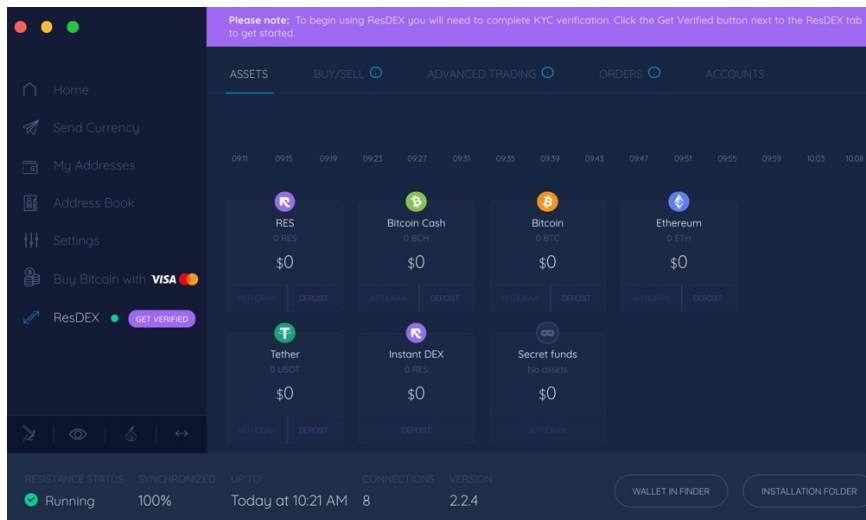 Please note: To begin using ResDEX you will need to complete KYC verification. Click the Get Verified button next to the ResDEX tab
to get started.
Home
Send Currency
My Addresses
Address Book
Settings
Buy Bitcoin with VISA
ResDEX GET VERIFIED
ASSETS BUY/SELL ADVANCED TRADING ORDERS ACCOUNTS
09:11 09:15 09:19 09:23 09:27 09:31 09:35 09:39 09:43 09:47 09:51 09:55 09:59 10:03 10:08
RES Bitcoin Cash Bitcoin Ethereum
0 RES 0 BCH 0 BTC 0 ETH
$0 $0 $0 $0
WITHDRAW DEPOSIT WITHDRAW DEPOSIT WITHDRAW DEPOSIT WITHDRAW DEPOSIT
Tether Instant DEX Secret funds
0 USDT 0 RES No assets
$0 $0 $0
WITHDRAW DEPOSIT DEPOSIT WITHDRAW
RESISTANCE STATUS SYNCHRONIZED UP TO CONNECTIONS VERSION
Running 100% Today at 10:21 AM 8 2.2.4
WALLET IN FINDER INSTALLATION FOLDER